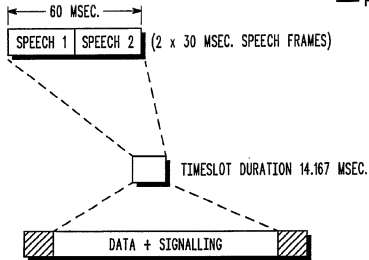 60 MSEC.
SPEECH 1 SPEECH 2 (2 x 30 MSEC. SPEECH FRAMES)
TIMESLOT DURATION 14.167 MSEC.
DATA + SIGNALLING